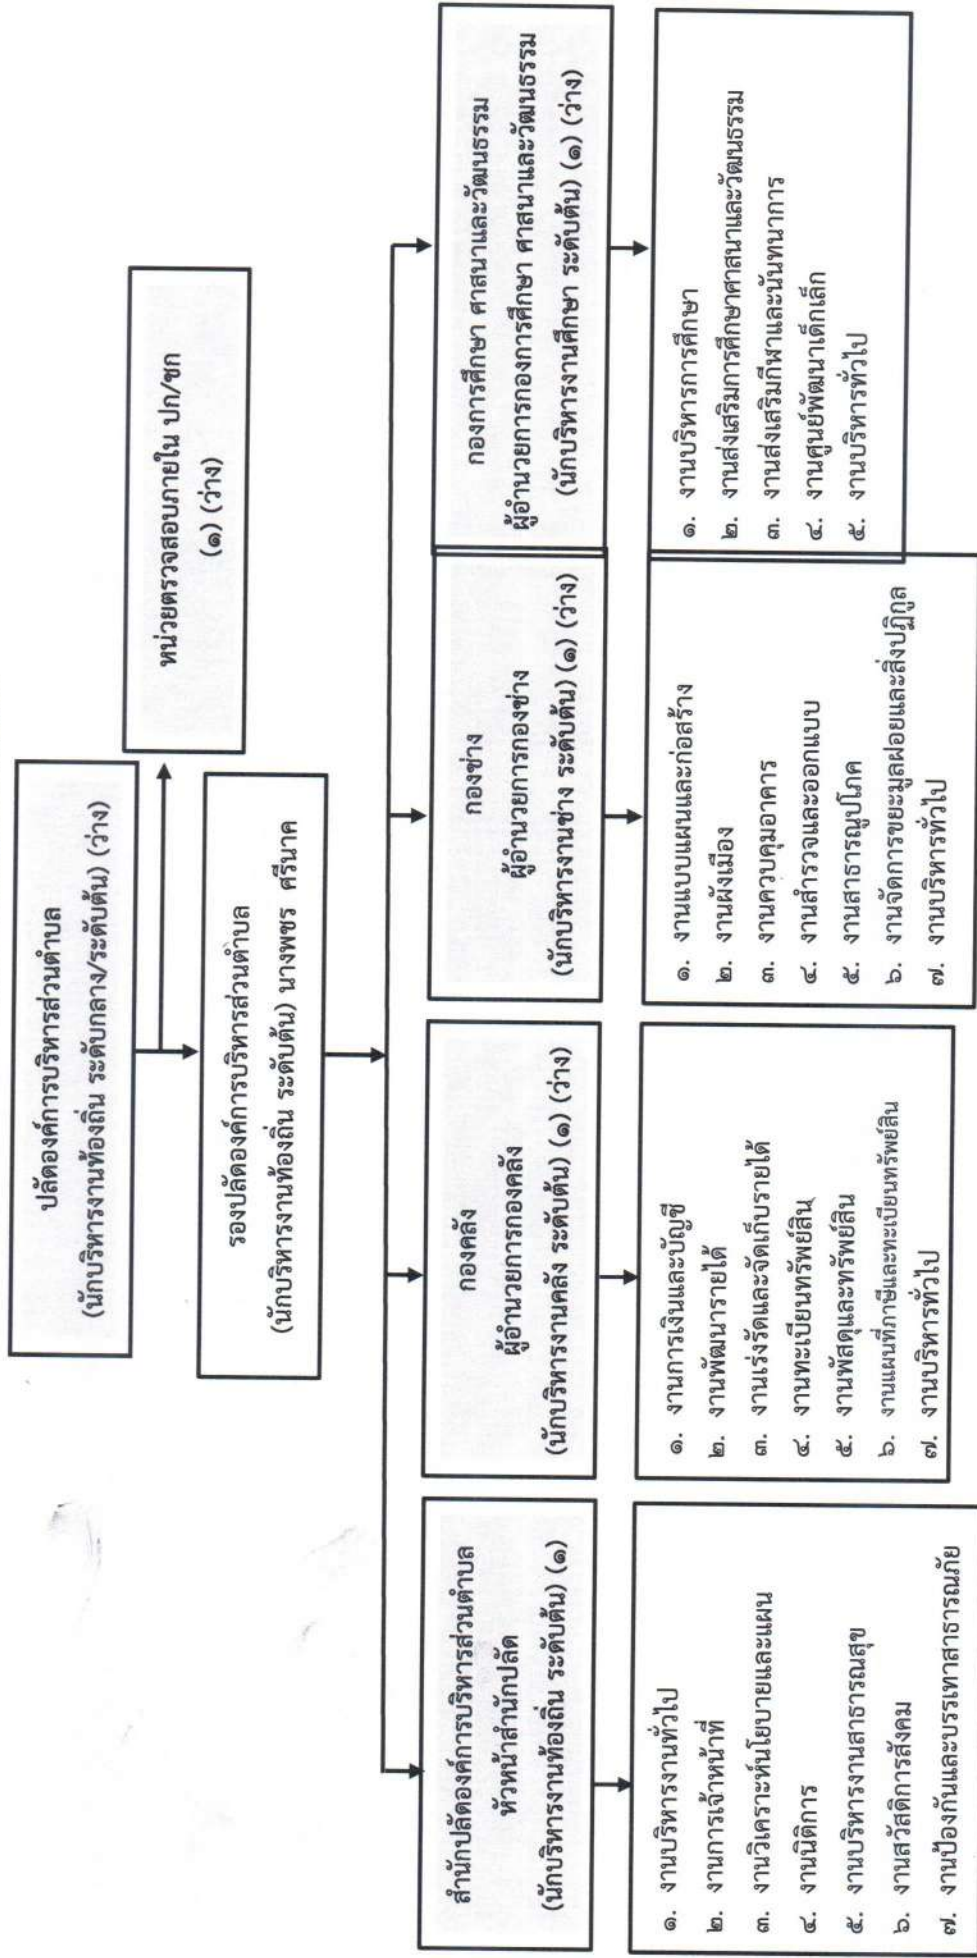 ปลัดองค์การบริหารส่วนตำบล
(นักบริหารงานท้องถิ่น ระดับกลาง/ระดับต้น) (ว่าง)
หน่วยตรวจสอบภายใน ปก/ชก
(๑) (ว่าง)
รองปลัดองค์การบริหารส่วนตำบล
(นักบริหารงานท้องถิ่น ระดับต้น) นางพชร ศรีนาค
สำนักปลัดองค์การบริหารส่วนตำบล
หัวหน้าสำนักปลัด
(นักบริหารงานท้องถิ่น ระดับต้น) (๑)
กองคลัง
ผู้อำนวยการกองคลัง
(นักบริหารงานคลัง ระดับต้น) (๑) (ว่าง)
กองช่าง
ผู้อำนวยการกองช่าง
(นักบริหารงานช่าง ระดับต้น) (๑) (ว่าง)
กองการศึกษา ศาสนาและวัฒนธรรม
ผู้อำนวยการกองการศึกษา ศาสนาและวัฒนธรรม
(นักบริหารงานศึกษา ระดับต้น) (๑) (ว่าง)
๑. งานบริหารงานทั่วไป
๒. งานการเจ้าหน้าที่
๓. งานวิเคราะห์นโยบายและแผน
๔. งานนิติการ
๕. งานบริหารงานสาธารณสุข
๖. งานสวัสดิการสังคม
๗. งานป้องกันและบรรเทาสาธารณภัย
๑. งานการเงินและบัญชี
๒. งานพัฒนารายได้
๓. งานเร่งรัดและจัดเก็บรายได้
๔. งานทะเบียนทรัพย์สิน
๕. งานพัสดุและทรัพย์สิน
๖. งานแผนที่ภาษีและทะเบียนทรัพย์สิน
๗. งานบริหารทั่วไป
๑. งานแบบแผนและก่อสร้าง
๒. งานผังเมือง
๓. งานควบคุมอาคาร
๔. งานสำรวจและออกแบบ
๕. งานสาธารณูปโภค
๖. งานจัดการขยะมูลฝอยและสิ่งปฏิกูล
๗. งานบริหารทั่วไป
๑. งานบริหารการศึกษา
๒. งานส่งเสริมการศึกษาศาสนาและวัฒนธรรม
๓. งานส่งเสริมกีฬาและนันทนาการ
๔. งานศูนย์พัฒนาเด็กเล็ก
๕. งานบริหารทั่วไป